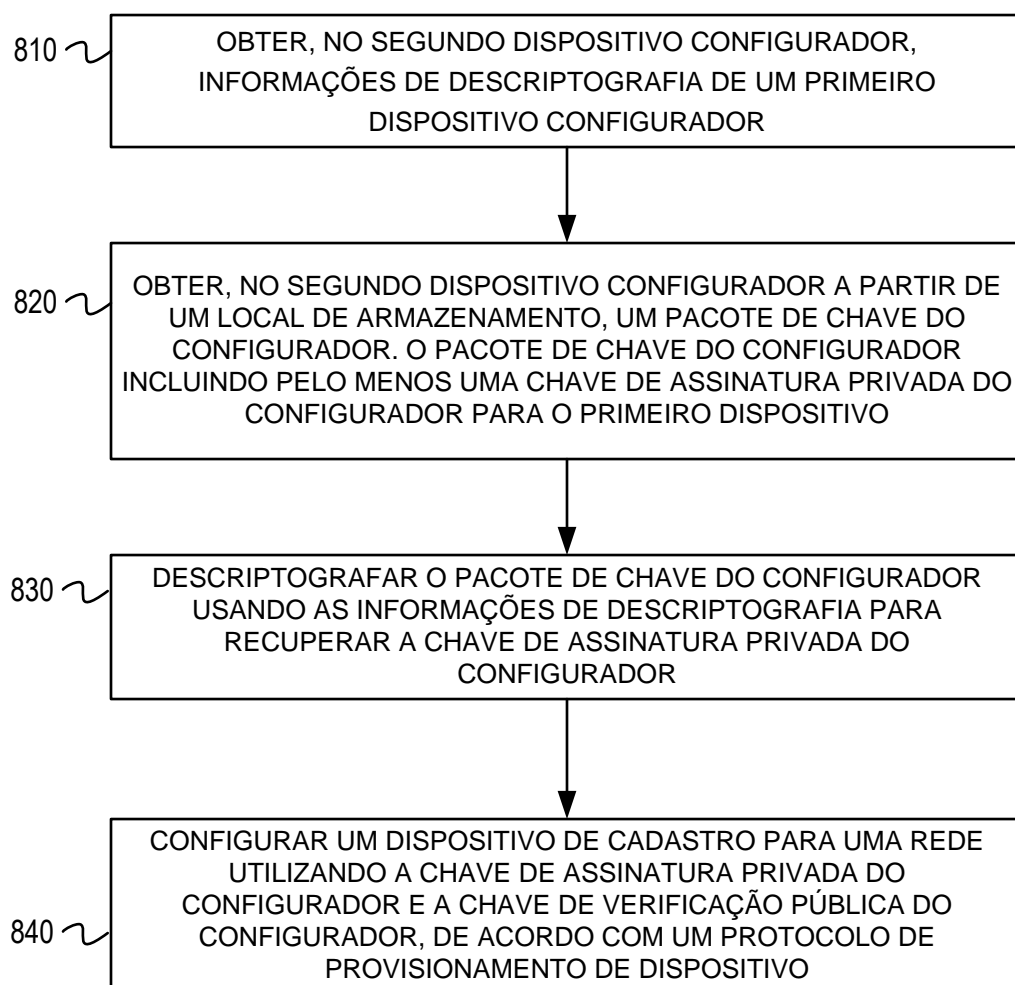 810
OBTER, NO SEGUNDO DISPOSITIVO CONFIGURADOR,
INFORMAÇÕES DE DESCRIPTOGRAFIA DE UM PRIMEIRO
DISPOSITIVO CONFIGURADOR
820
OBTER, NO SEGUNDO DISPOSITIVO CONFIGURADOR A PARTIR DE
UM LOCAL DE ARMAZENAMENTO, UM PACOTE DE CHAVE DO
CONFIGURADOR. O PACOTE DE CHAVE DO CONFIGURADOR
INCLUINDO PELO MENOS UMA CHAVE DE ASSINATURA PRIVADA DO
CONFIGURADOR PARA O PRIMEIRO DISPOSITIVO
830
DESCRIPTOGRAFAR O PACOTE DE CHAVE DO CONFIGURADOR
USANDO AS INFORMAÇÕES DE DESCRIPTOGRAFIA PARA
RECUPERAR A CHAVE DE ASSINATURA PRIVADA DO
CONFIGURADOR
840
CONFIGURAR UM DISPOSITIVO DE CADASTRO PARA UMA REDE
UTILIZANDO A CHAVE DE ASSINATURA PRIVADA DO
CONFIGURADOR E A CHAVE DE VERIFICAÇÃO PÚBLICA DO
CONFIGURADOR, DE ACORDO COM UM PROTOCOLO DE
PROVISIONAMENTO DE DISPOSITIVO